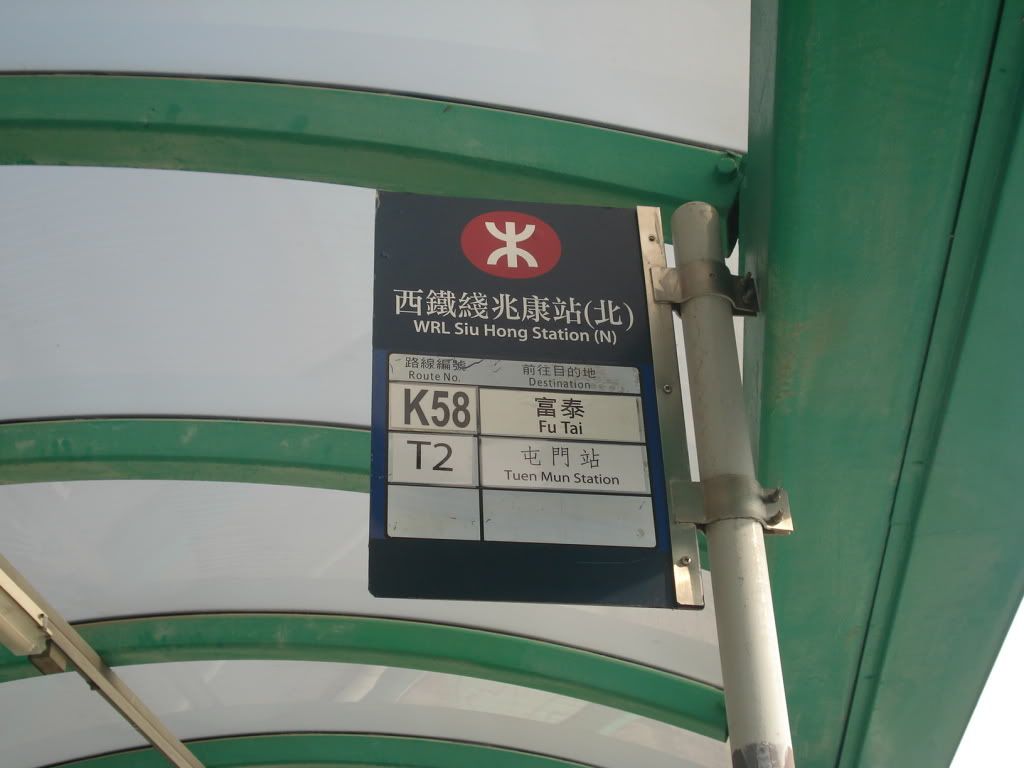 西鐵綫兆康站(北)
WRL Siu Hong Station (N)
路線編號 前往目的地
Route No. Destination
K58 富泰
Fu Tai
T2 屯門站
Tuen Mun Station